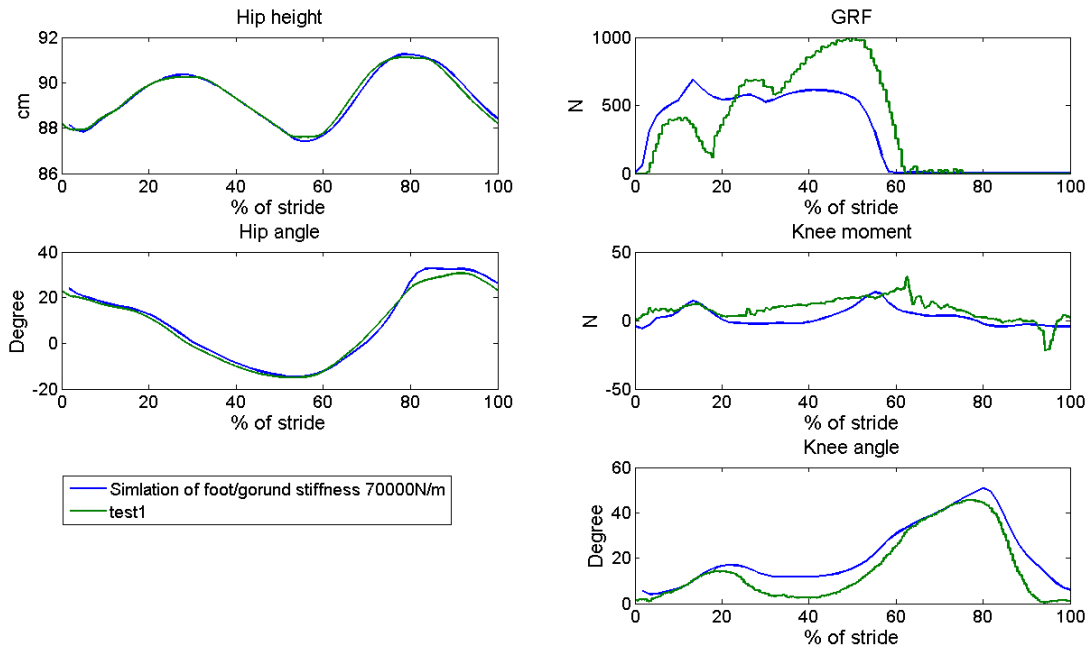 Hip height
92
90
88
86
cm
0 20 40 60 80 100
% of stride
GRF
1000
500
0
N
0 20 40 60 80 100
% of stride
Hip angle
40
20
0
-20
Degree
0 20 40 60 80 100
% of stride
Knee moment
50
0
-50
N
0 20 40 60 80 100
% of stride
Simlation of foot/gorund stiffness 70000N/m
test1
Knee angle
60
40
20
0
Degree
0 20 40 60 80 100
% of stride